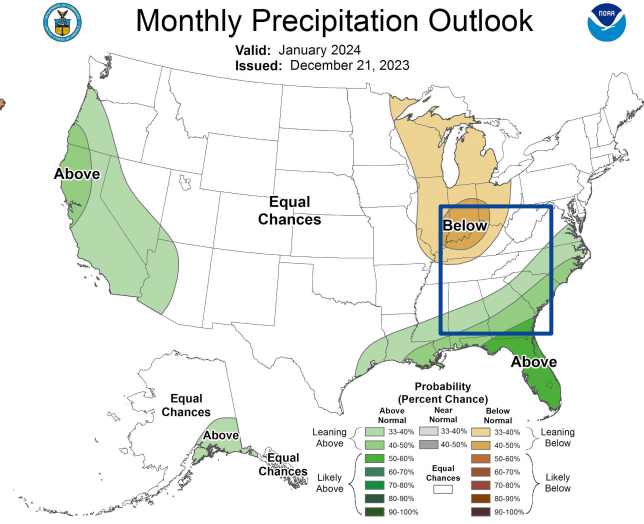 Monthly Precipitation Outlook
Valid: January 2024
Issued: December 21, 2023
NOAA
Above
Equal
Chances
Below
Above
Equal
Chances
Above
Equal
Chances
Probability
(Percent Chance)
Above
Normal
Near
Normal
Below
Normal
Leaning
Above
33-40%
33-40%
33-40%
Leaning
Below
40-50%
40-50%
40-50%
Likely
Above
50-60%
60-70%
70-80%
80-90%
90-100%
Equal
Chances
50-60%
60-70%
70-80%
80-90%
90-100%
Likely
Below